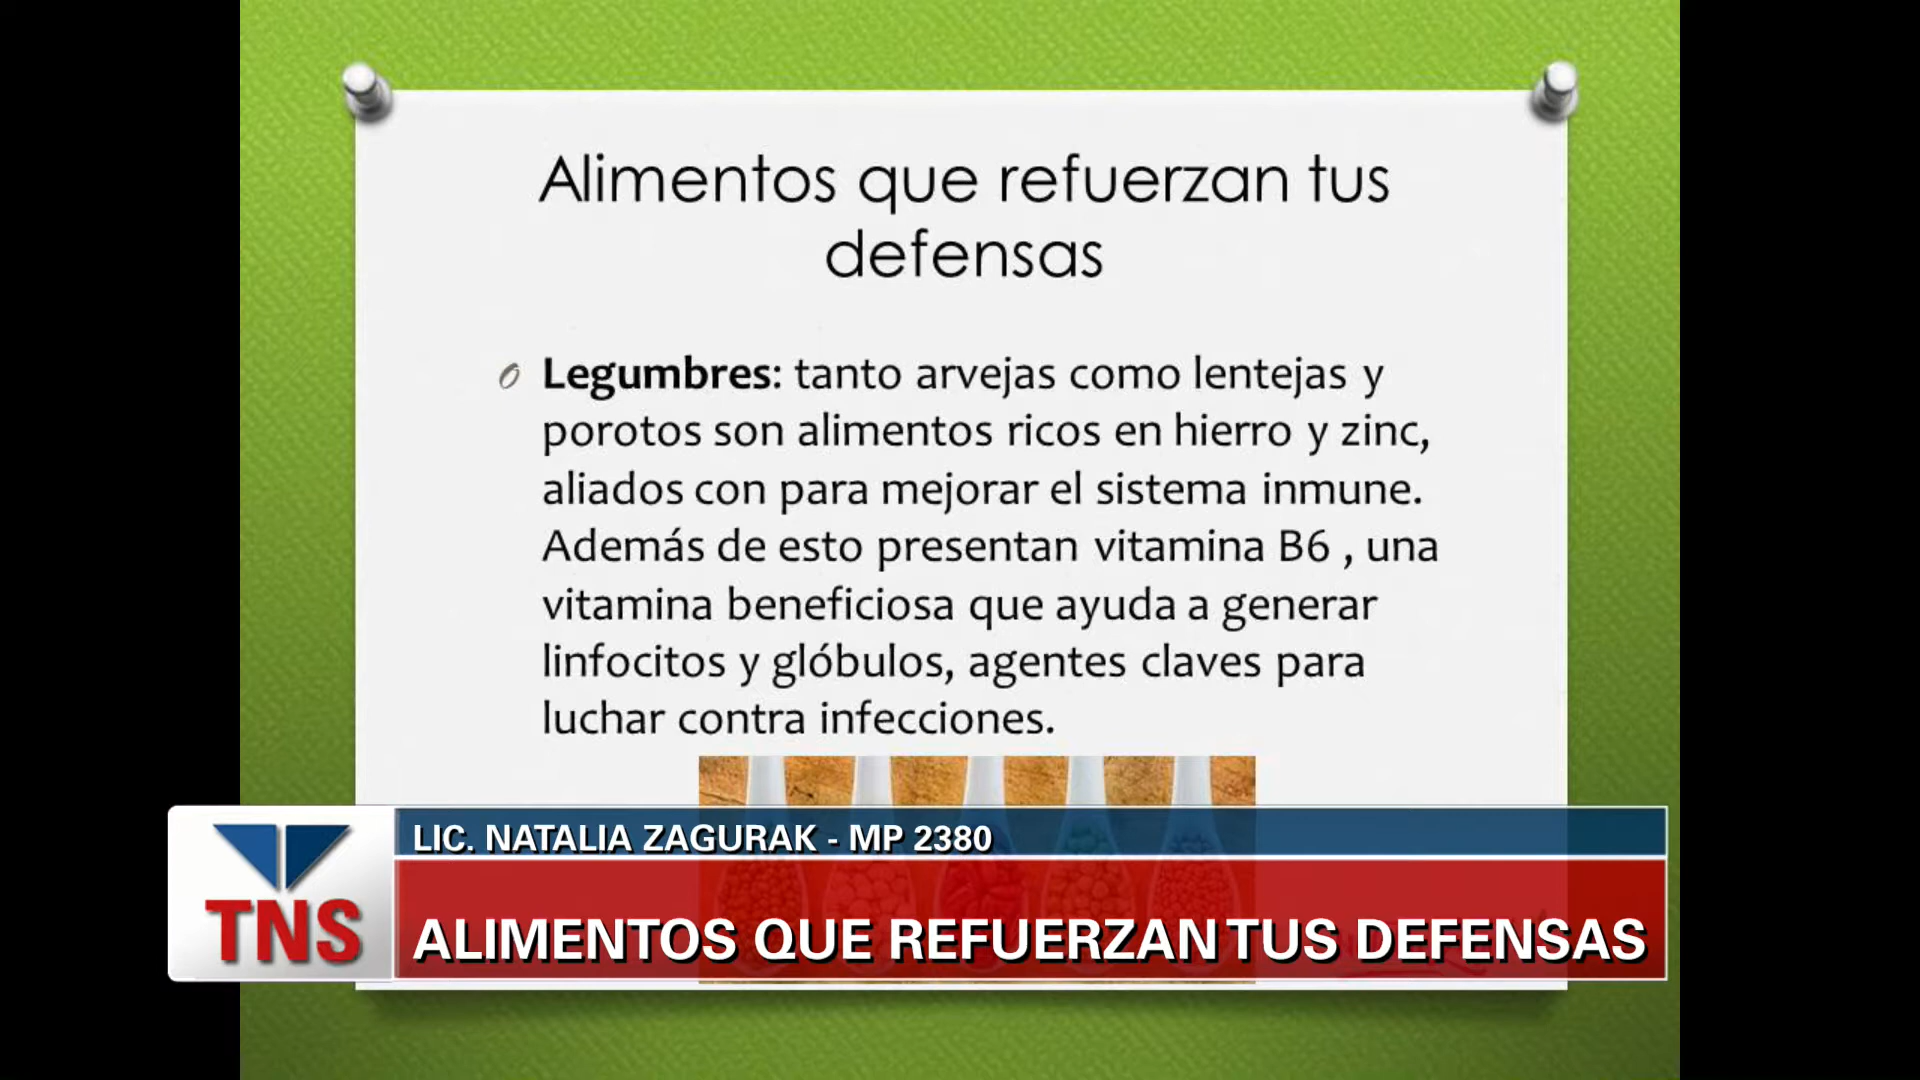 Alimentos que refuerzan tus
defensas
Legumbres: tanto arvejas como lentejas y
porotos son alimentos ricos en hierro y zinc,
aliados con para mejorar el sistema inmune.
Además de esto presentan vitamina B6 , una
vitamina beneficiosa que ayuda a generar
linfocitos y glóbulos, agentes claves para
luchar contra infecciones.
LIC. NATALIA ZAGURAK - MP 2380
TNS
ALIMENTOS QUE REFUERZAN TUS DEFENSAS